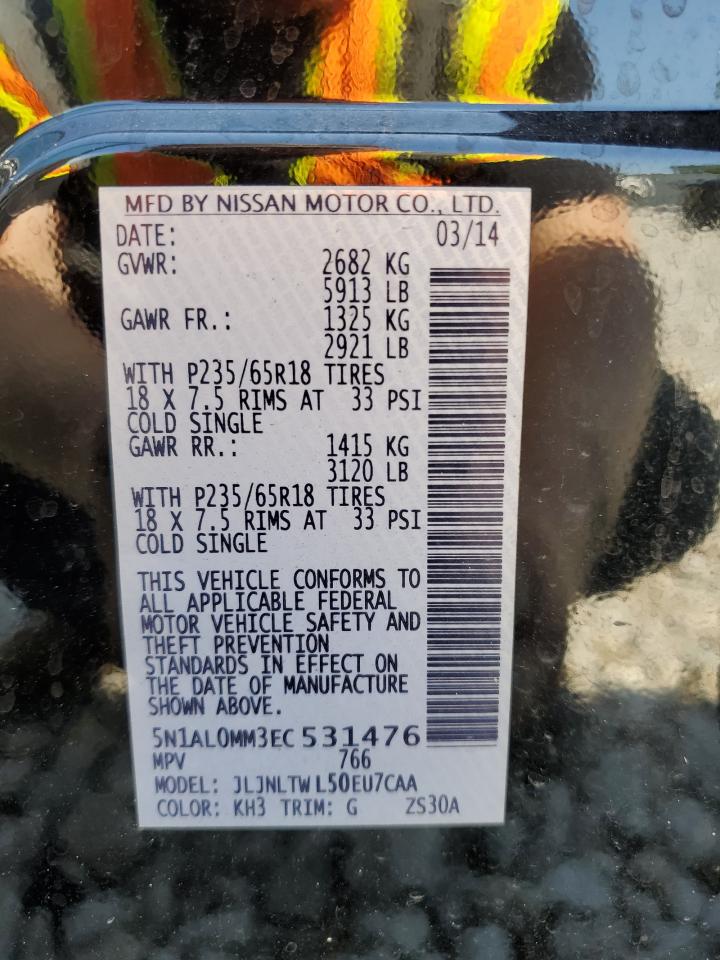 MFD BY NISSAN MOTOR CO., LTD.
DATE: 03/14
GVWR: 2682 KG
5913 LB
GAWR FR.: 1325 KG
2921 LB
WITH P235/65R18 TIRES
18 X 7.5 RIMS AT 33 PSI
COLD SINGLE
GAWR RR.: 1415 KG
3120 LB
WITH P235/65R18 TIRES
18 X 7.5 RIMS AT 33 PSI
COLD SINGLE
THIS VEHICLE CONFORMS TO
ALL APPLICABLE FEDERAL
MOTOR VEHICLE SAFETY AND
THEFT PREVENTION
STANDARDS IN EFFECT ON
THE DATE OF MANUFACTURE
SHOWN ABOVE.
5N1AL0MM3EC531476
MPV 766
MODEL: JLJNLTWL50EU7CAA
COLOR: KH3 TRIM: G ZS30A